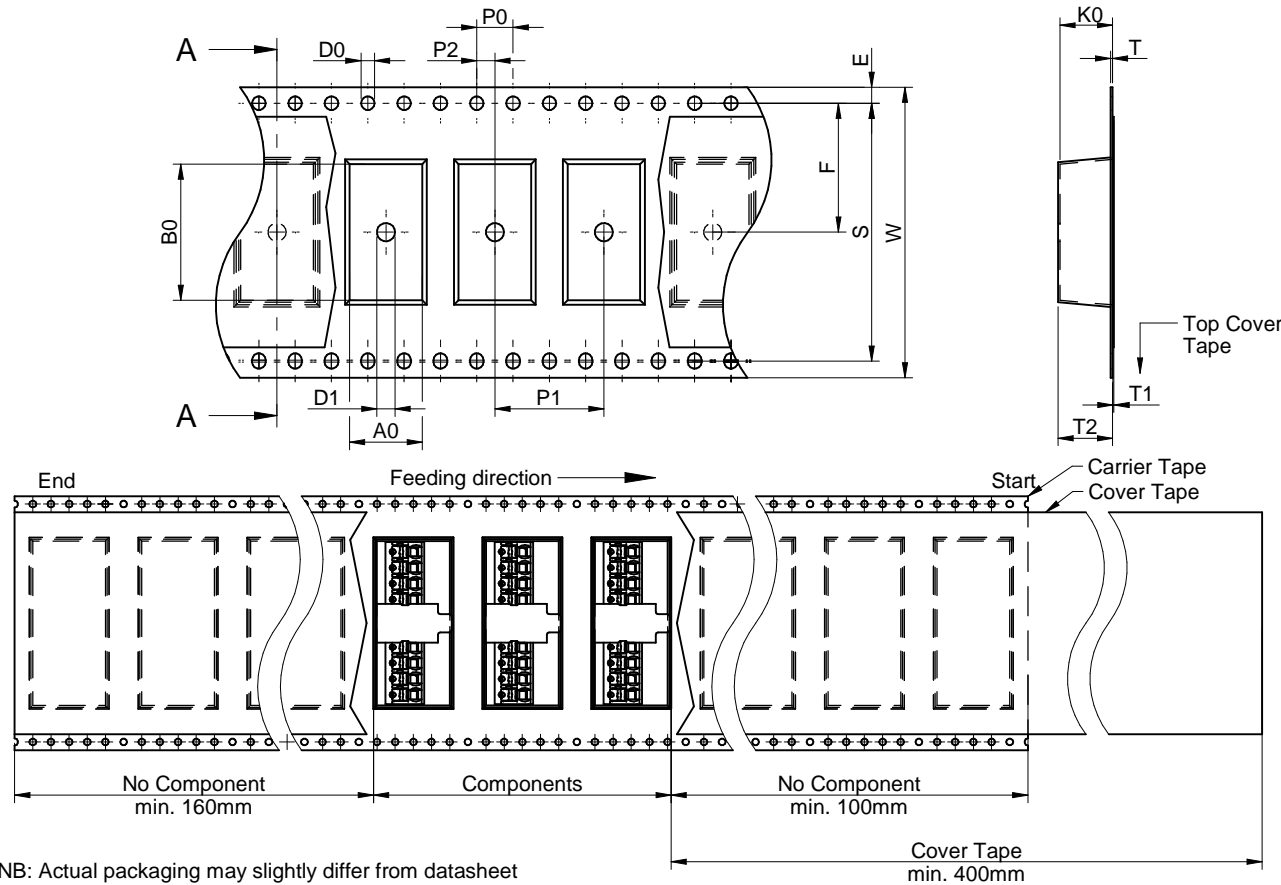 P0
K0
A
D0
P2
E
T
B0
F
S
W
Top Cover
Tape
D1
P1
T1
A
A0
T2
End
Feeding direction
Start
Carrier Tape
Cover Tape
No Component
min. 160mm
Components
No Component
min. 100mm
Cover Tape
min. 400mm
NB: Actual packaging may slightly differ from datasheet